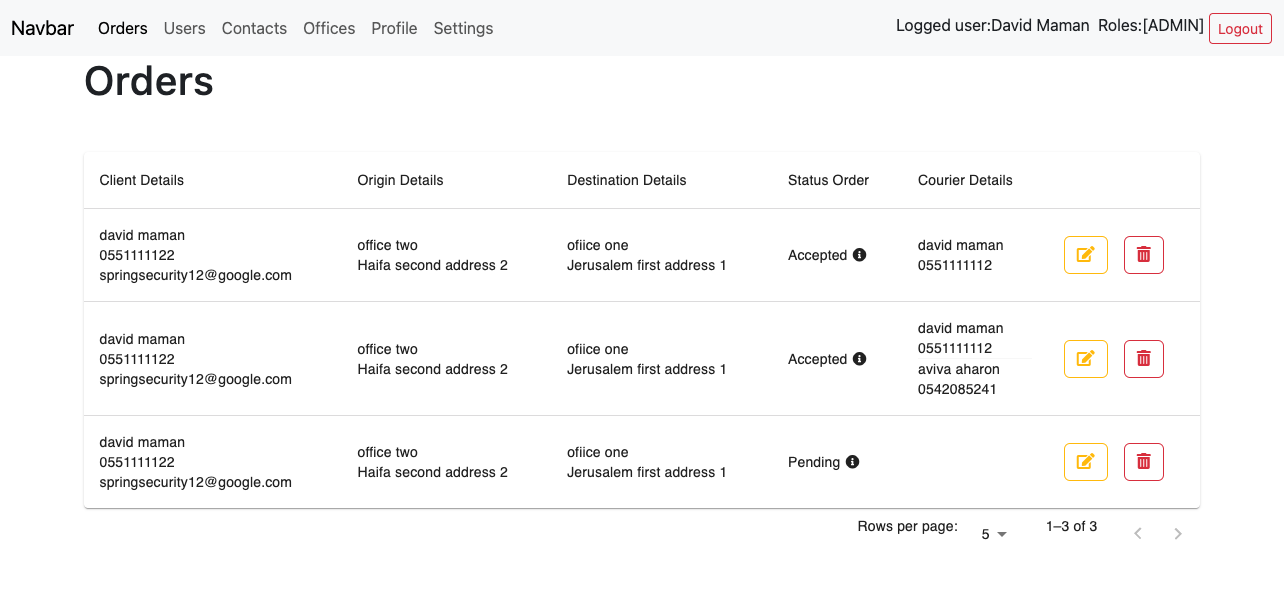 Navbar Orders Users Contacts Offices Profile Settings Logged user:David Maman Roles:[ADMIN] Logout
Orders
Client Details Origin Details Destination Details Status Order Courier Details
david maman
0551111122
springsecurity12@google.com
office two
Haifa second address 2
ofiice one
Jerusalem first address 1
Accepted
david maman
0551111112
david maman
0551111122
springsecurity12@google.com
office two
Haifa second address 2
ofiice one
Jerusalem first address 1
Accepted
david maman
0551111112
aviva aharon
0542085241
david maman
0551111122
springsecurity12@google.com
office two
Haifa second address 2
ofiice one
Jerusalem first address 1
Pending
Rows per page: 5 1–3 of 3